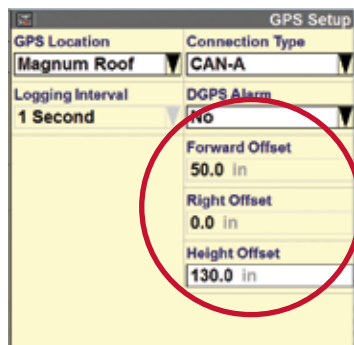 GPS Setup
GPS Location
Magnum Roof
Connection Type
CAN-A
Logging Interval
1 Second
DGPS Alarm
No
Forward Offset
50.0 in
Right Offset
0.0 in
Height Offset
130.0 in